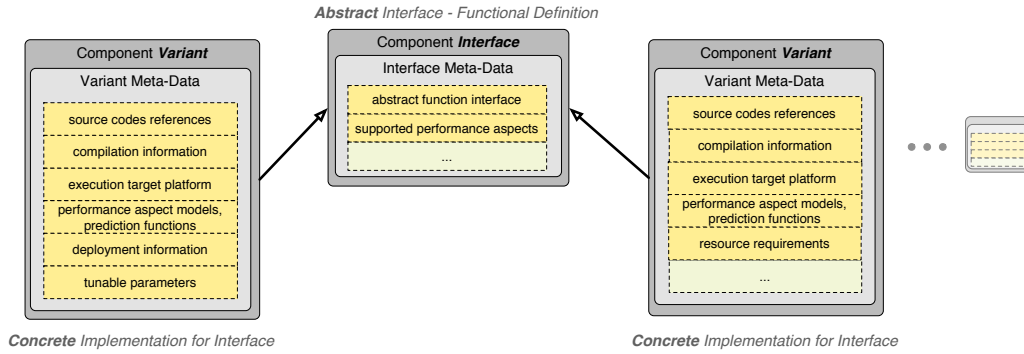 Abstract Interface - Functional Definition
Component Variant
Variant Meta-Data
source codes references
compilation information
execution target platform
performance aspect models,
prediction functions
deployment information
tunable parameters
Concrete Implementation for Interface
Component Interface
Interface Meta-Data
abstract function interface
supported performance aspects
...
Component Variant
Variant Meta-Data
source codes references
compilation information
execution target platform
performance aspect models,
prediction functions
resource requirements
...
Concrete Implementation for Interface